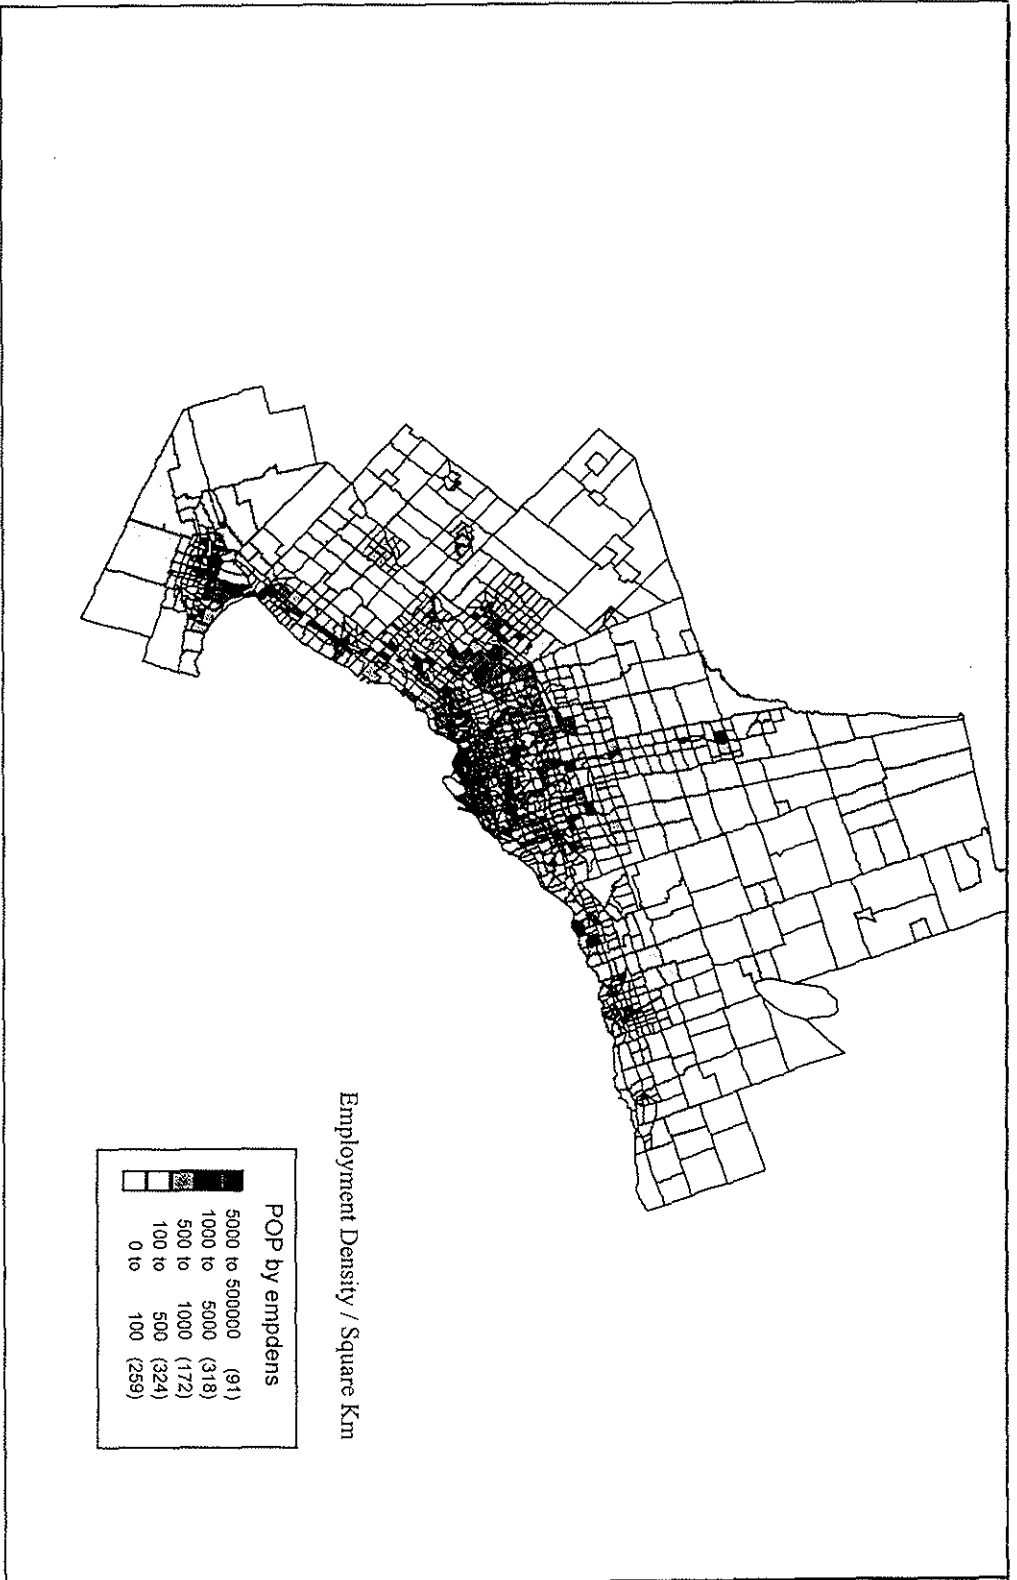 Employment Density / Square Km
POP by empdens
5000 to 500000 (91)
1000 to 5000 (318)
500 to 1000 (172)
100 to 500 (324)
0 to 100 (259)